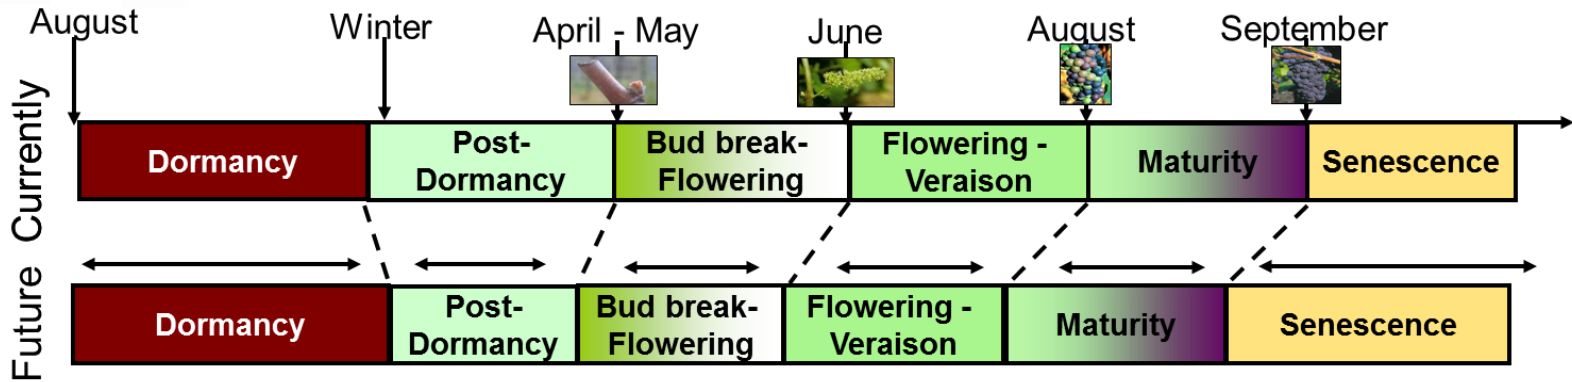 August
Winter
April - May
June
August
September
Currently
Dormancy
Post-
Dormancy
Bud break-
Flowering
Flowering -
Veraison
Maturity
Senescence
Future
Dormancy
Post-
Dormancy
Bud break-
Flowering
Flowering -
Veraison
Maturity
Senescence